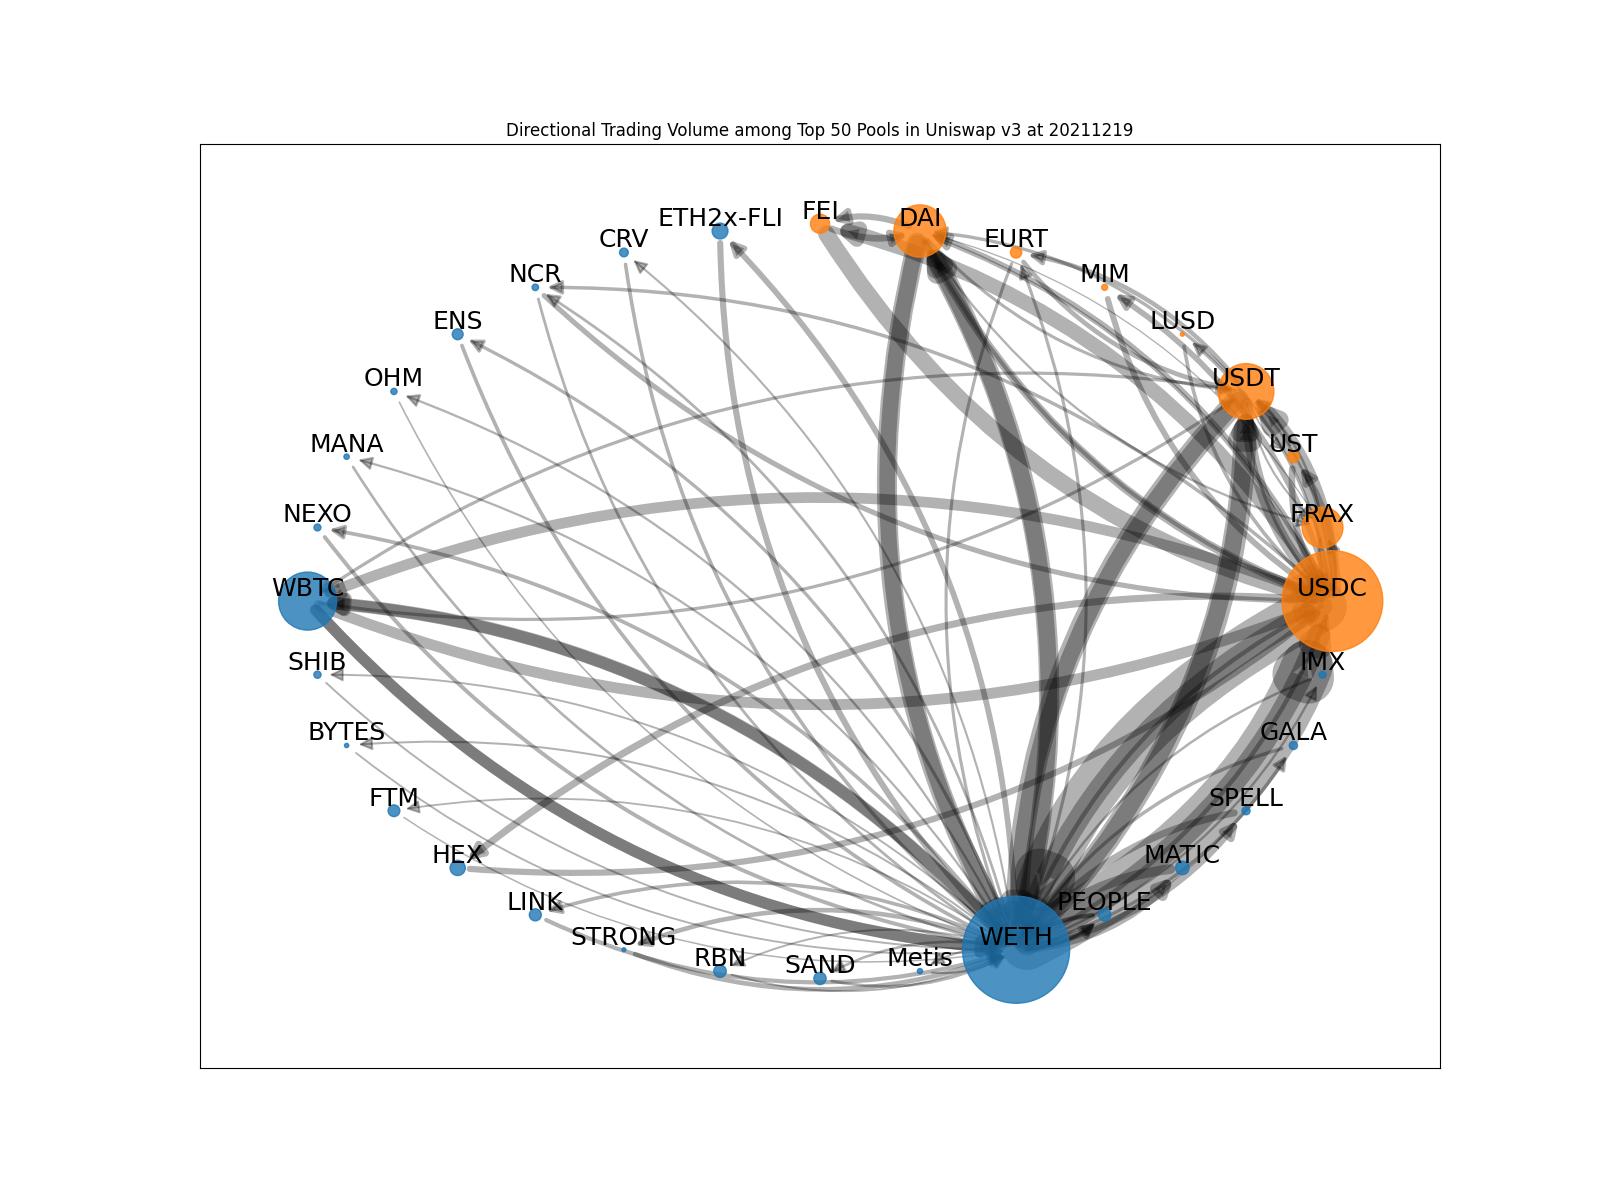 Directional Trading Volume among Top 50 Pools in Uniswap v3 at 20211219
FEI
DAI
ETH2x-FLI
CRV
EURT
NCR
MIM
ENS
LUSD
OHM
USDT
MANA
UST
NEXO
FRAX
WBTC
USDC
SHIB
IMX
BYTES
GALA
FTM
SPELL
HEX
MATIC
LINK
PEOPLE
STRONG
WETH
RBN
SAND
Metis